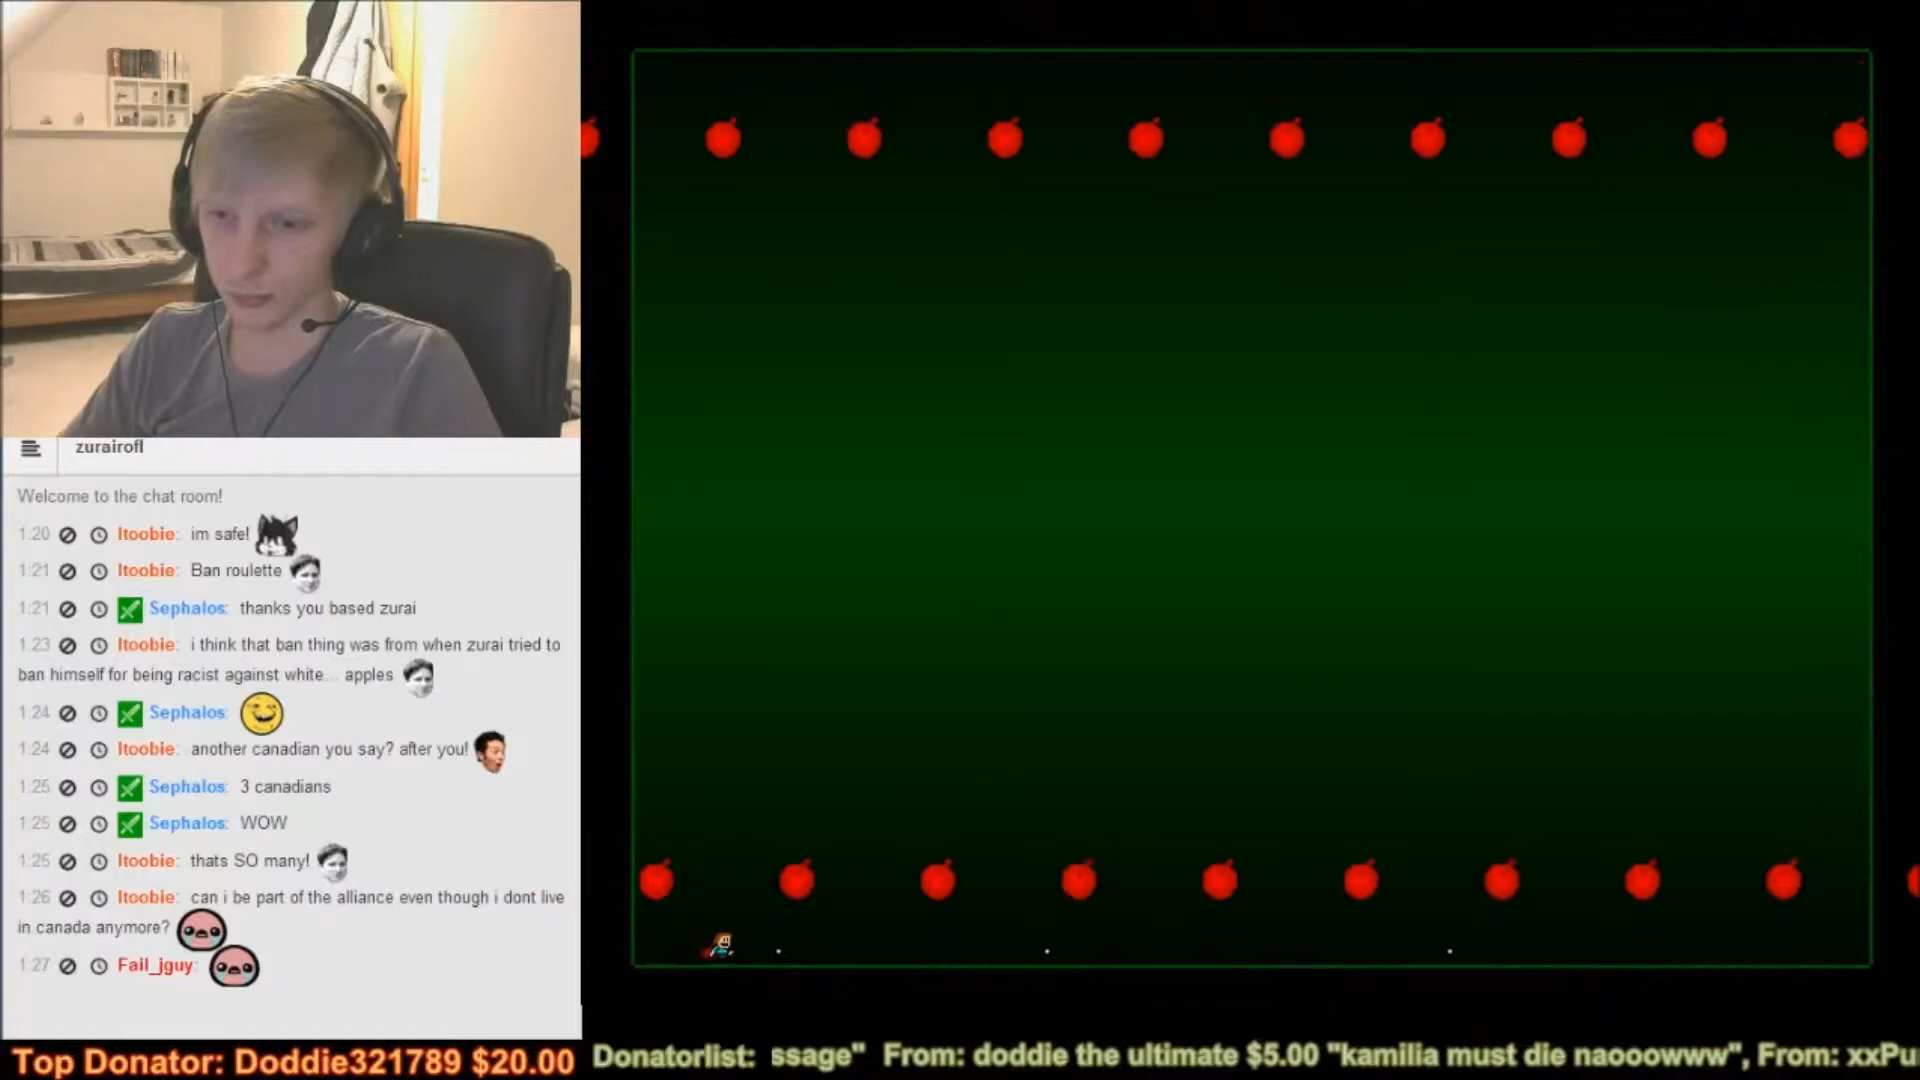 zurairofl
Welcome to the chat room!
1:20 Itoobie: im safe!
1:21 Itoobie: Ban roulette
1:21 Sephalos: thanks you based zurai
1:23 Itoobie: i think that ban thing was from when zurai tried to
ban himself for being racist against white... apples
1:24 Sephalos:
1:24 Itoobie: another canadian you say? after you!
1:25 Sephalos: 3 canadians
1:25 Sephalos: WOW
1:25 Itoobie: thats SO many!
1:26 Itoobie: can i be part of the alliance even though i dont live
in canada anymore?
1:27 Fail_jguy:
Top Donator: Doddie321789 $20.00
Donatorlist: ssage" From: doddie the ultimate $5.00 "kamilia must die naooowww", From: xxPu